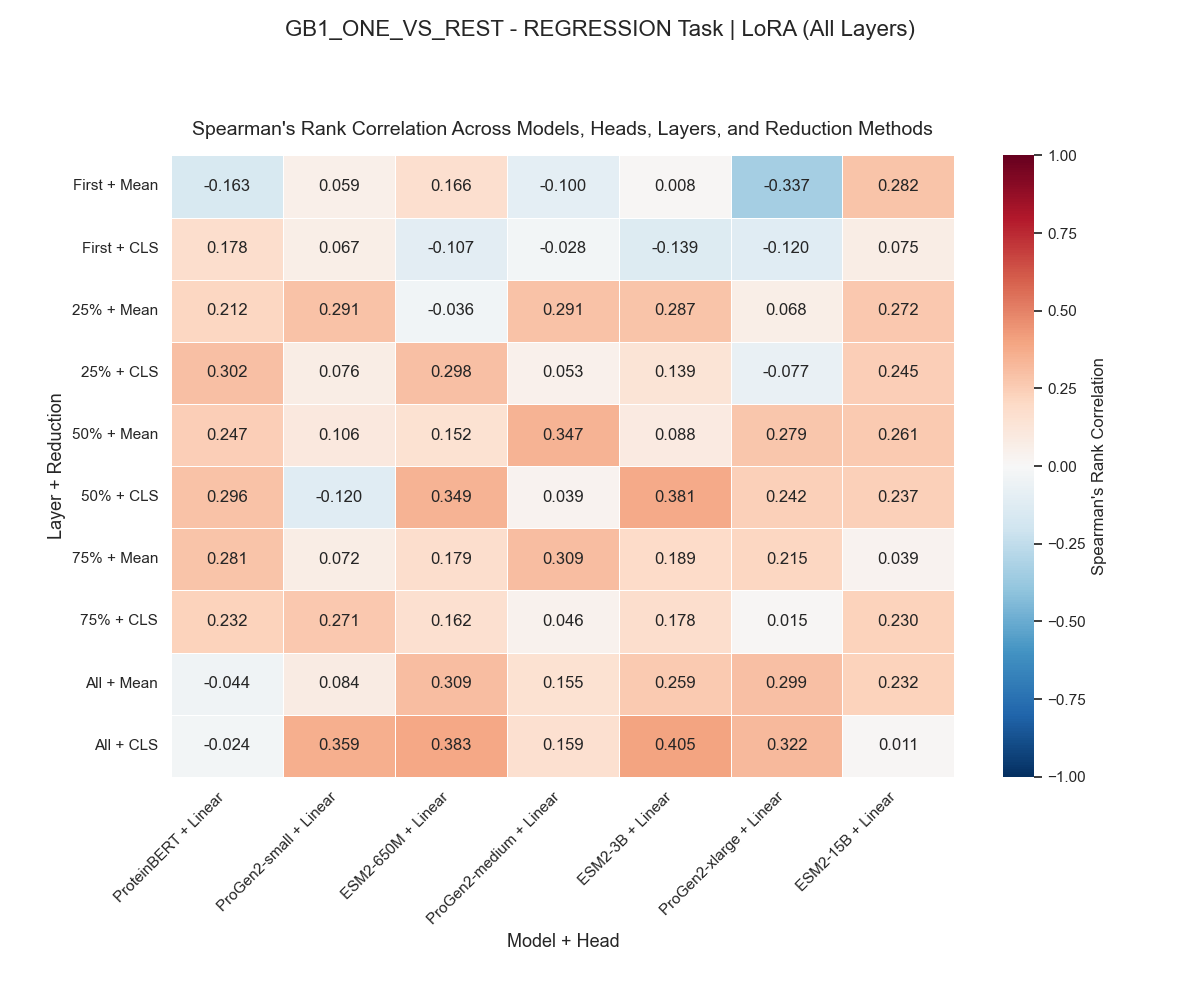 GB1_ONE_VS_REST - REGRESSION Task | LoRA (All Layers)
Spearman's Rank Correlation Across Models, Heads, Layers, and Reduction Methods
Layer + Reduction
First + Mean -0.163 0.059 0.166 -0.100 0.008 -0.337 0.282
First + CLS 0.178 0.067 -0.107 -0.028 -0.139 -0.120 0.075
25% + Mean 0.212 0.291 -0.036 0.291 0.287 0.068 0.272
25% + CLS 0.302 0.076 0.298 0.053 0.139 -0.077 0.245
50% + Mean 0.247 0.106 0.152 0.347 0.088 0.279 0.261
50% + CLS 0.296 -0.120 0.349 0.039 0.381 0.242 0.237
75% + Mean 0.281 0.072 0.179 0.309 0.189 0.215 0.039
75% + CLS 0.232 0.271 0.162 0.046 0.178 0.015 0.230
All + Mean -0.044 0.084 0.309 0.155 0.259 0.299 0.232
All + CLS -0.024 0.359 0.383 0.159 0.405 0.322 0.011
ProteinBERT + Linear
ProGen2-small + Linear
ESM2-650M + Linear
ProGen2-medium + Linear
ESM2-3B + Linear
ProGen2-xlarge + Linear
ESM2-15B + Linear
Model + Head
1.00
0.75
0.50
0.25
0.00
−0.25
−0.50
−0.75
−1.00
Spearman's Rank Correlation